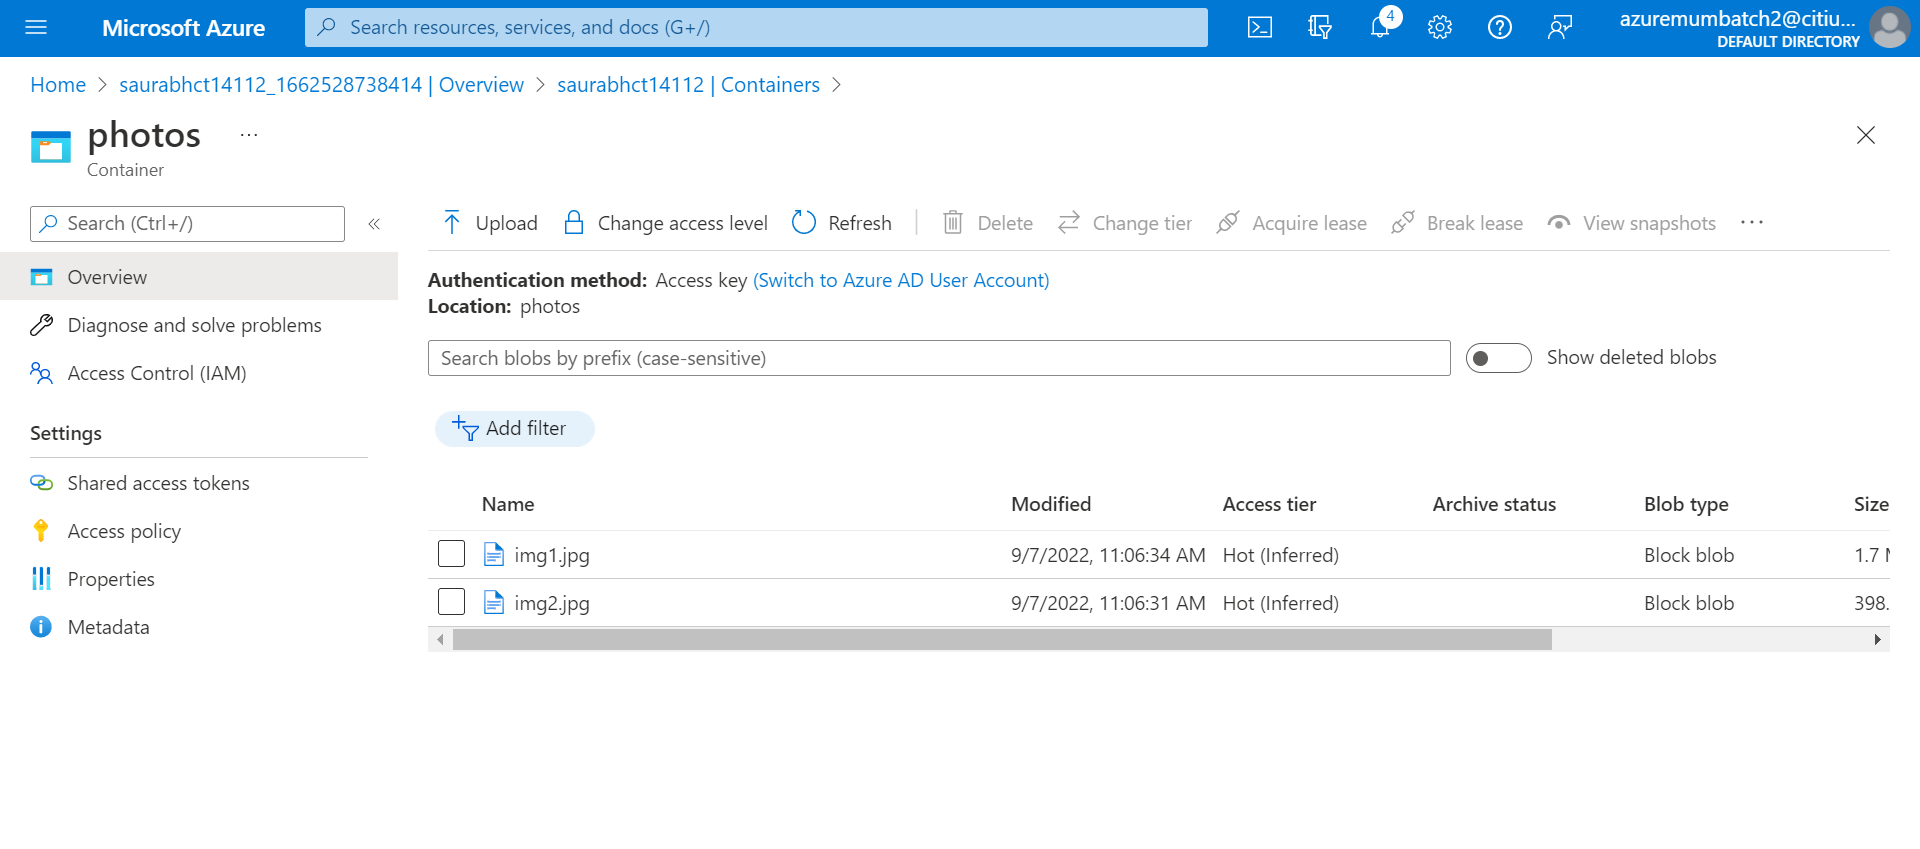 Microsoft Azure
Search resources, services, and docs (G+/)
4
azuremumbatch2@citiu...
DEFAULT DIRECTORY
Home > saurabhct14112_1662528738414 | Overview > saurabhct14112 | Containers >
photos ...
Container
Search (Ctrl+/)
«
Upload Change access level Refresh Delete Change tier Acquire lease Break lease View snapshots ...
Overview
Diagnose and solve problems
Access Control (IAM)
Settings
Shared access tokens
Access policy
Properties
Metadata
Authentication method: Access key (Switch to Azure AD User Account)
Location: photos
Search blobs by prefix (case-sensitive)
Show deleted blobs
Add filter
Name Modified Access tier Archive status Blob type Size
img1.jpg 9/7/2022, 11:06:34 AM Hot (Inferred) Block blob 1.7
img2.jpg 9/7/2022, 11:06:31 AM Hot (Inferred) Block blob 398.